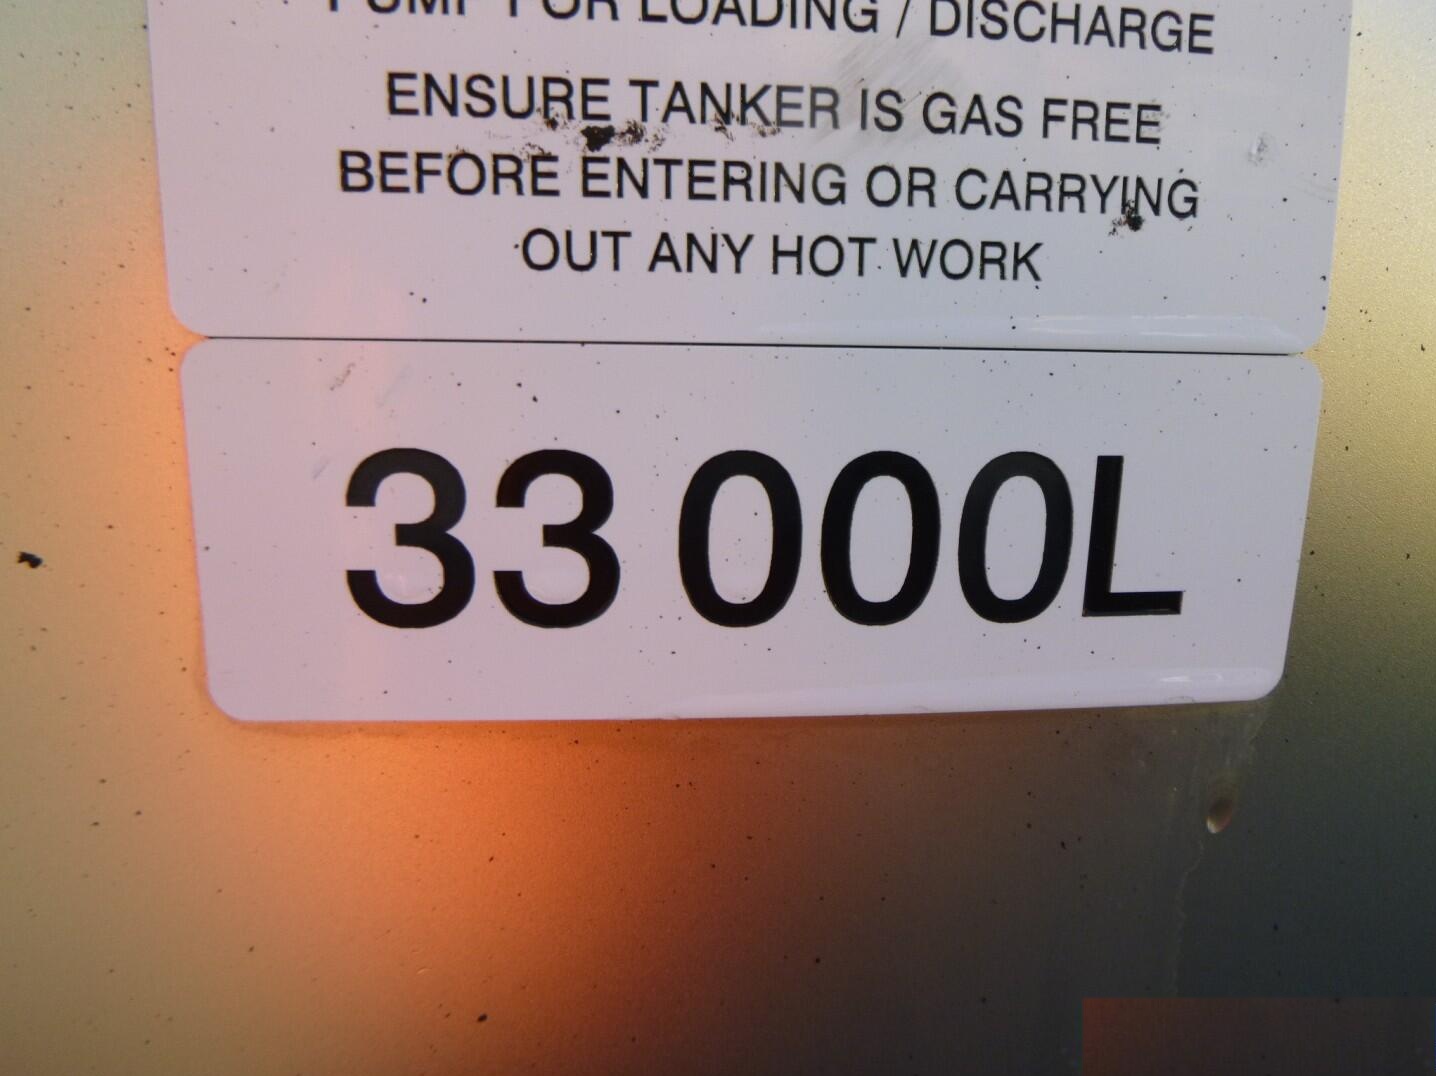 PUMP FOR LOADING / DISCHARGE
ENSURE TANKER IS GAS FREE
BEFORE ENTERING OR CARRYING
OUT ANY HOT WORK
33 000L